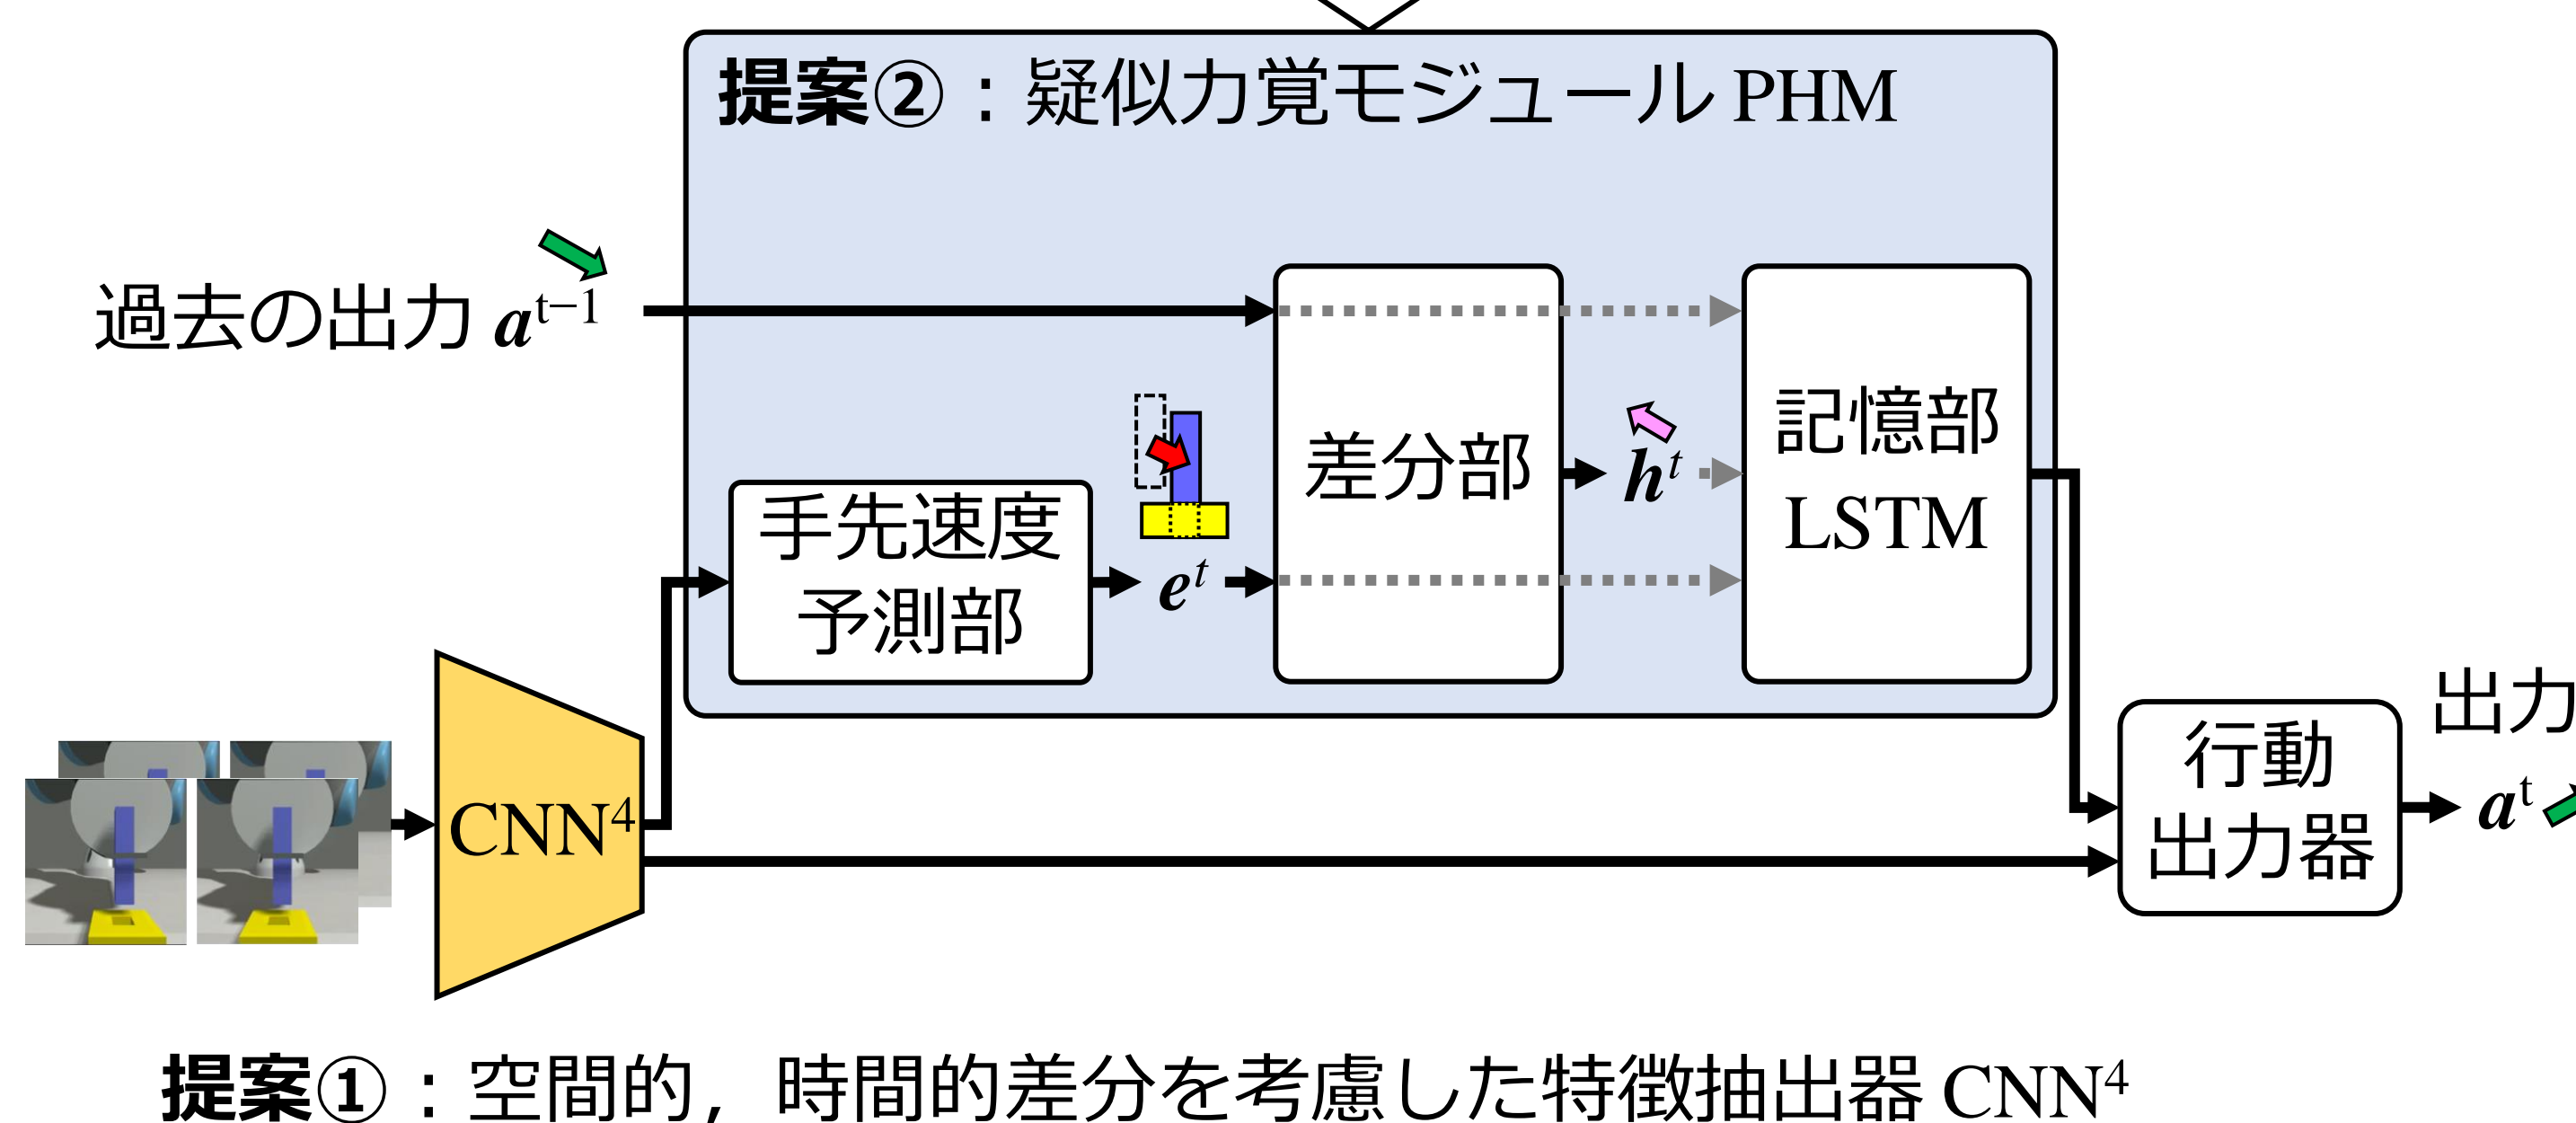 提案②：疑似力覚モジュール PHM
過去の出力 a^{t−1}
手先速度
予測部
e^t
差分部
h^t
記憶部
LSTM
CNN⁴
行動
出力器
出力
a^t
提案①：空間的，時間的差分を考慮した特徴抽出器 CNN⁴